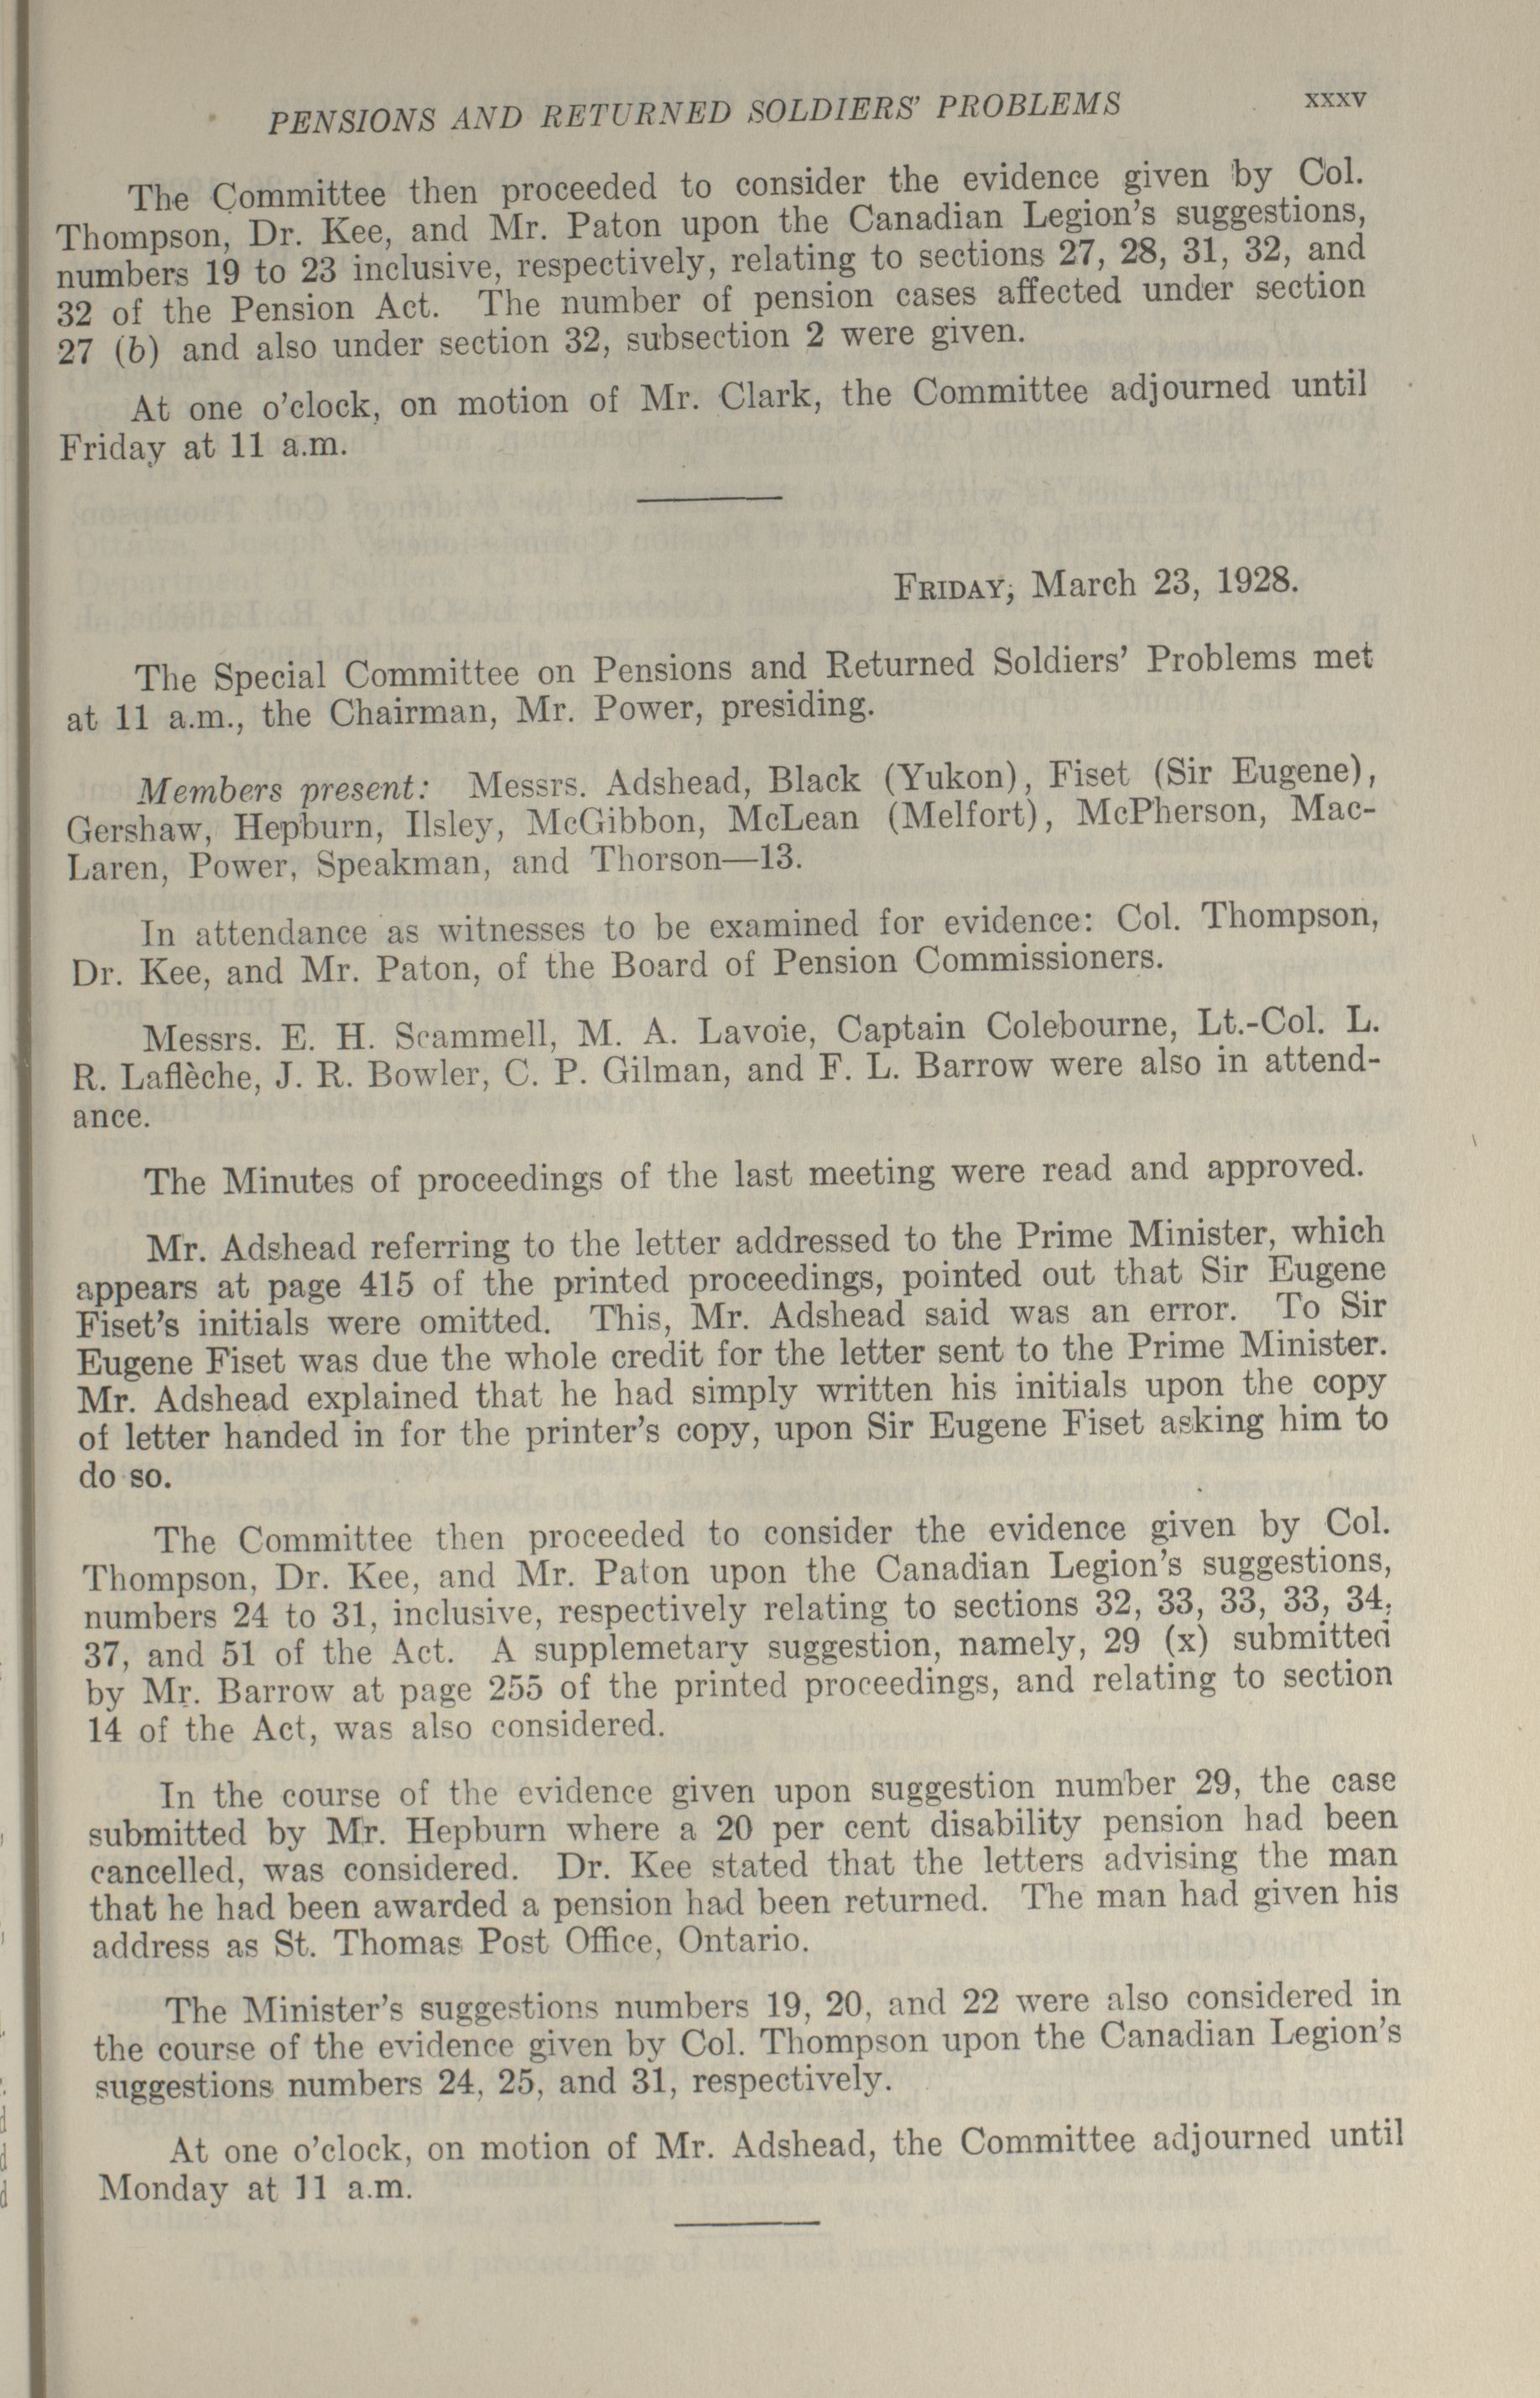 PENSIONS AND RETURNED SOLDIERS' PROBLEMS xxxv
The Committee then proceeded to consider the evidence given by Col.
Thompson, Dr. Kee, and Mr. Paton upon the Canadian Legion's suggestions,
numbers 19 to 23 inclusive, respectively, relating to sections 27, 28, 31, 32, and
32 of the Pension Act. The number of pension cases affected under section
27 (b) and also under section 32, subsection 2 were given.
At one o'clock, on motion of Mr. Clark, the Committee adjourned until
Friday at 11 a.m.
FRIDAY, March 23, 1928.
The Special Committee on Pensions and Returned Soldiers' Problems met
at 11 a.m., the Chairman, Mr. Power, presiding.
Members present: Messrs. Adshead, Black (Yukon), Fiset (Sir Eugene),
Gershaw, Hepburn, Ilsley, McGibbon, McLean (Melfort), McPherson, Mac-
Laren, Power, Speakman, and Thorson—13.
In attendance as witnesses to be examined for evidence: Col. Thompson,
Dr. Kee, and Mr. Paton, of the Board of Pension Commissioners.
Messrs. E. H. Scammell, M. A. Lavoie, Captain Colebourne, Lt.-Col. L.
R. Laflèche, J. R. Bowler, C. P. Gilman, and F. L. Barrow were also in attend-
ance.
The Minutes of proceedings of the last meeting were read and approved.
Mr. Adshead referring to the letter addressed to the Prime Minister, which
appears at page 415 of the printed proceedings, pointed out that Sir Eugene
Fiset's initials were omitted. This, Mr. Adshead said was an error. To Sir
Eugene Fiset was due the whole credit for the letter sent to the Prime Minister.
Mr. Adshead explained that he had simply written his initials upon the copy
of letter handed in for the printer's copy, upon Sir Eugene Fiset asking him to
do so.
The Committee then proceeded to consider the evidence given by Col.
Thompson, Dr. Kee, and Mr. Paton upon the Canadian Legion's suggestions,
numbers 24 to 31, inclusive, respectively relating to sections 32, 33, 33, 33, 34,
37, and 51 of the Act. A supplemetary suggestion, namely, 29 (x) submitted
by Mr. Barrow at page 255 of the printed proceedings, and relating to section
14 of the Act, was also considered.
In the course of the evidence given upon suggestion number 29, the case
submitted by Mr. Hepburn where a 20 per cent disability pension had been
cancelled, was considered. Dr. Kee stated that the letters advising the man
that he had been awarded a pension had been returned. The man had given his
address as St. Thomas Post Office, Ontario.
The Minister's suggestions numbers 19, 20, and 22 were also considered in
the course of the evidence given by Col. Thompson upon the Canadian Legion's
suggestions numbers 24, 25, and 31, respectively.
At one o'clock, on motion of Mr. Adshead, the Committee adjourned until
Monday at 11 a.m.